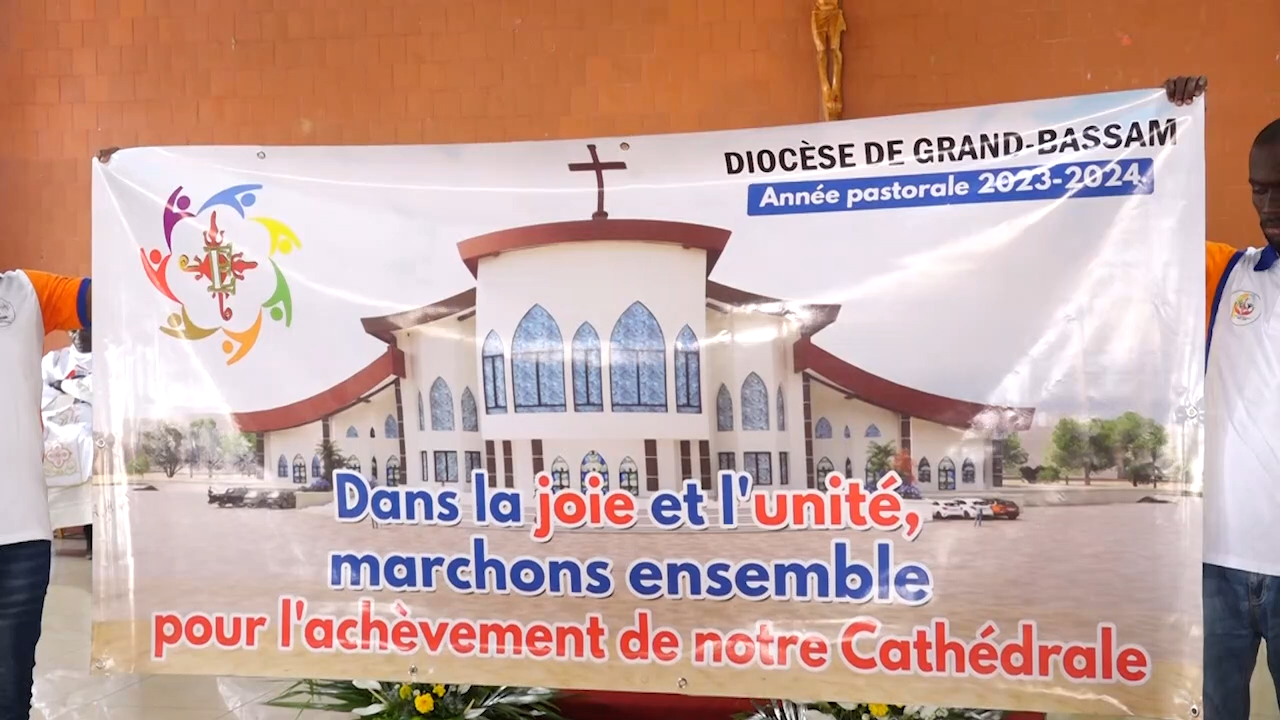 DIOCÈSE DE GRAND-BASSAM
Année pastorale 2023-2024
Dans la joie et l'unité,
marchons ensemble
pour l'achèvement de notre Cathédrale